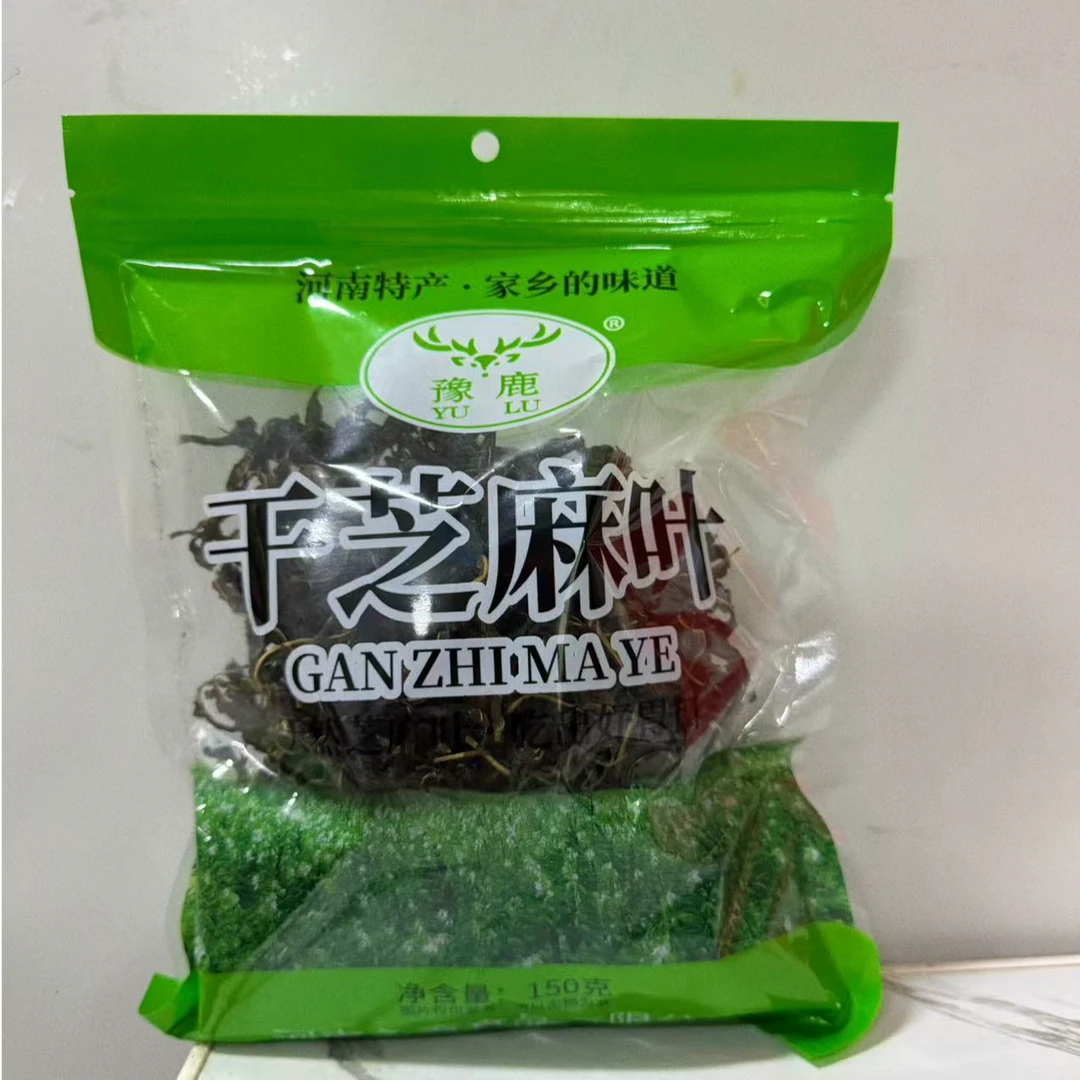 河南特产·家乡的味道
®
豫鹿
YU LU
干芝麻叶
GAN ZHI MA YE
净含量：150克